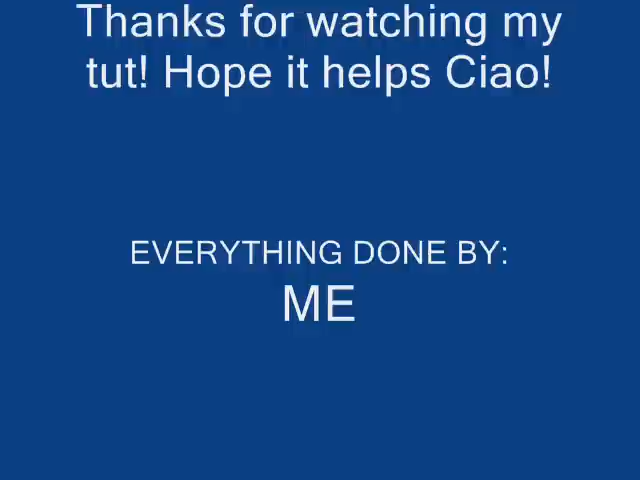 Thanks for watching my
tut! Hope it helps Ciao!
EVERYTHING DONE BY:
ME